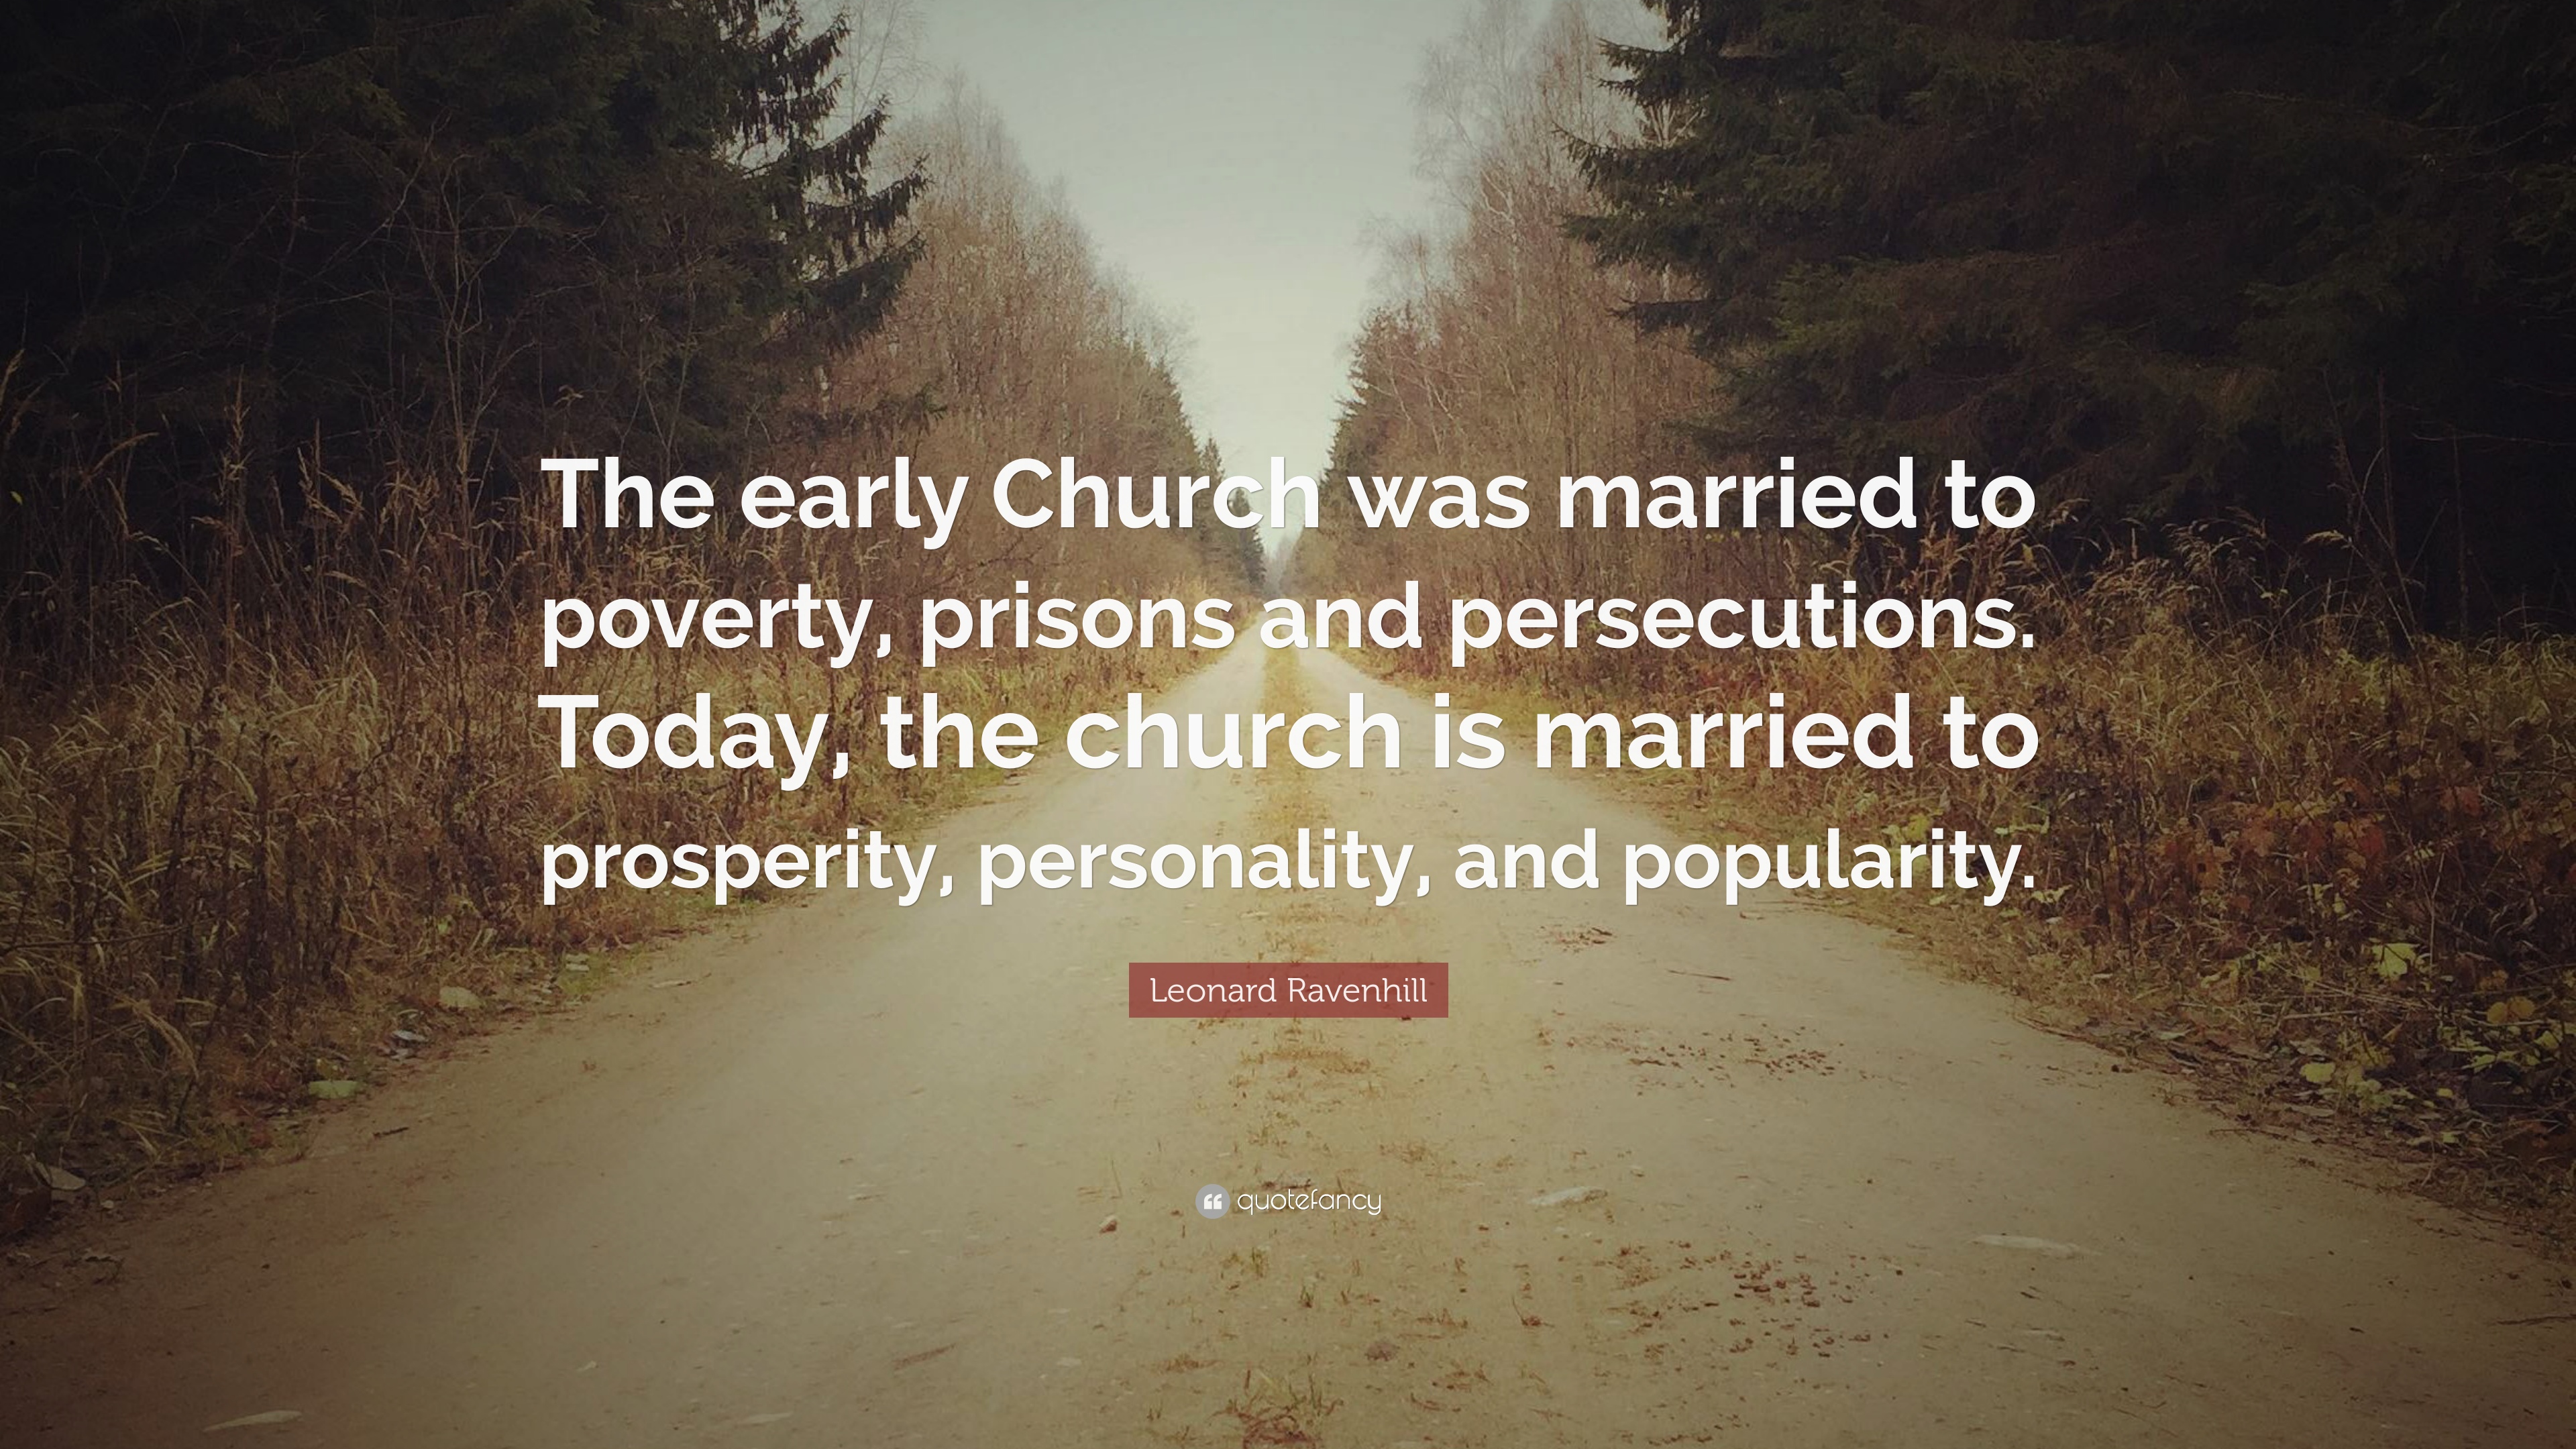 The early Church was married to
poverty, prisons and persecutions.
Today, the church is married to
prosperity, personality, and popularity.
Leonard Ravenhill
quotefancy